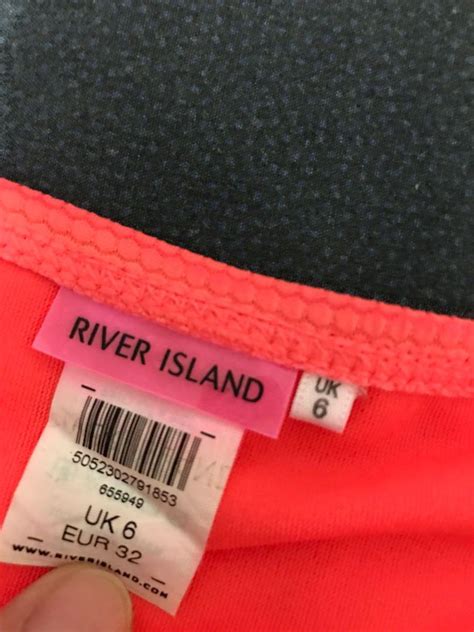 RIVER ISLAND
UK
6
5052302791853
655949
UK 6
EUR 32
WWW.RIVERISLAND.COM